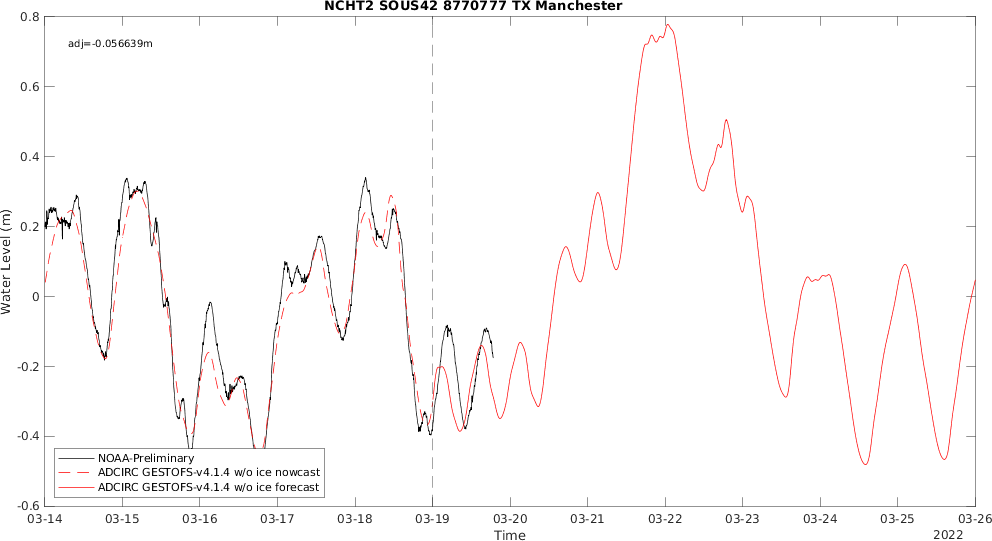 NCHT2 SOUS42 8770777 TX Manchester
adj=-0.056639m
0.8
0.6
0.4
0.2
0
-0.2
-0.4
-0.6
Water Level (m)
NOAA-Preliminary
ADCIRC GESTOFS-v4.1.4 w/o ice nowcast
ADCIRC GESTOFS-v4.1.4 w/o ice forecast
03-14 03-15 03-16 03-17 03-18 03-19 03-20 03-21 03-22 03-23 03-24 03-25 03-26
Time
2022